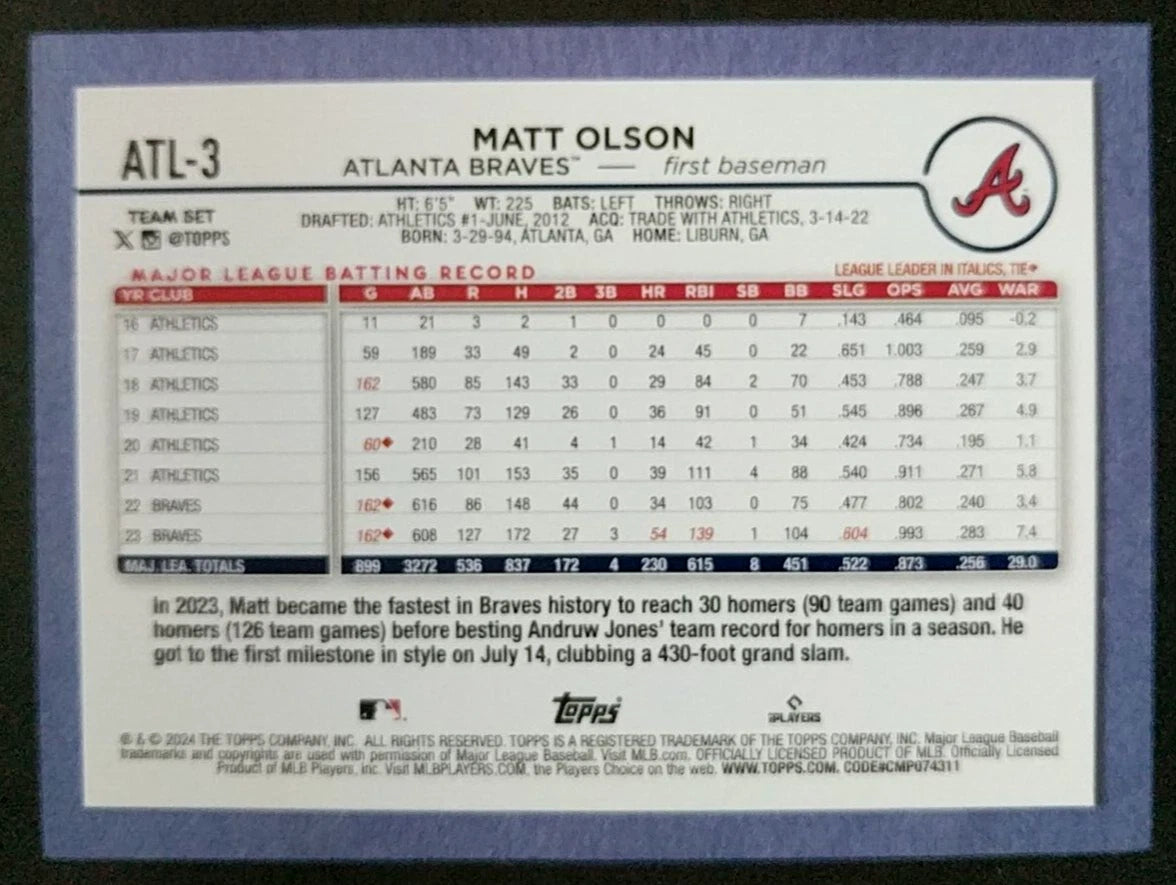 ATL-3
MATT OLSON
ATLANTA BRAVES™ — first baseman
A
TEAM SET
X @TOPPS
HT: 6'5" WT: 225 BATS: LEFT THROWS: RIGHT
DRAFTED: ATHLETICS #1-JUNE, 2012 ACQ: TRADE WITH ATHLETICS, 3-14-22
BORN: 3-29-94, ATLANTA, GA HOME: LIBURN, GA
MAJOR LEAGUE BATTING RECORD
LEAGUE LEADER IN ITALICS, TIE♦
YR CLUB G AB R H 2B 3B HR RBI SB BB SLG OPS AVG WAR
16 ATHLETICS 11 21 3 2 1 0 0 0 0 7 .143 .464 .095 -0.2
17 ATHLETICS 59 189 33 49 2 0 24 45 0 22 .651 1.003 .259 2.9
18 ATHLETICS 162 580 85 143 33 0 29 84 2 70 .453 .788 .247 3.7
19 ATHLETICS 127 483 73 129 26 0 36 91 0 51 .545 .896 .267 4.9
20 ATHLETICS 60♦ 210 28 41 4 1 14 42 1 34 .424 .734 .195 1.1
21 ATHLETICS 156 565 101 153 35 0 39 111 4 88 .540 .911 .271 5.8
22 BRAVES 162♦ 616 86 148 44 0 34 103 0 75 .477 .802 .240 3.4
23 BRAVES 162♦ 608 127 172 27 3 54 139 1 104 .604 .993 .283 7.4
MAJ. LEA. TOTALS 899 3272 536 837 172 4 230 615 8 451 .522 .873 .256 29.0
In 2023, Matt became the fastest in Braves history to reach 30 homers (90 team games) and 40
homers (126 team games) before besting Andruw Jones' team record for homers in a season. He
got to the first milestone in style on July 14, clubbing a 430-foot grand slam.
topps
PLAYERS
® & © 2024 THE TOPPS COMPANY, INC. ALL RIGHTS RESERVED. TOPPS IS A REGISTERED TRADEMARK OF THE TOPPS COMPANY, INC. Major League Baseball
trademarks and copyrights are used with permission of Major League Baseball. Visit MLB.com. OFFICIALLY LICENSED PRODUCT OF MLB. Officially Licensed
Product of MLB Players, Inc. Visit MLBPLAYERS.COM, the Players Choice on the web. WWW.TOPPS.COM. CODE#CMP074311